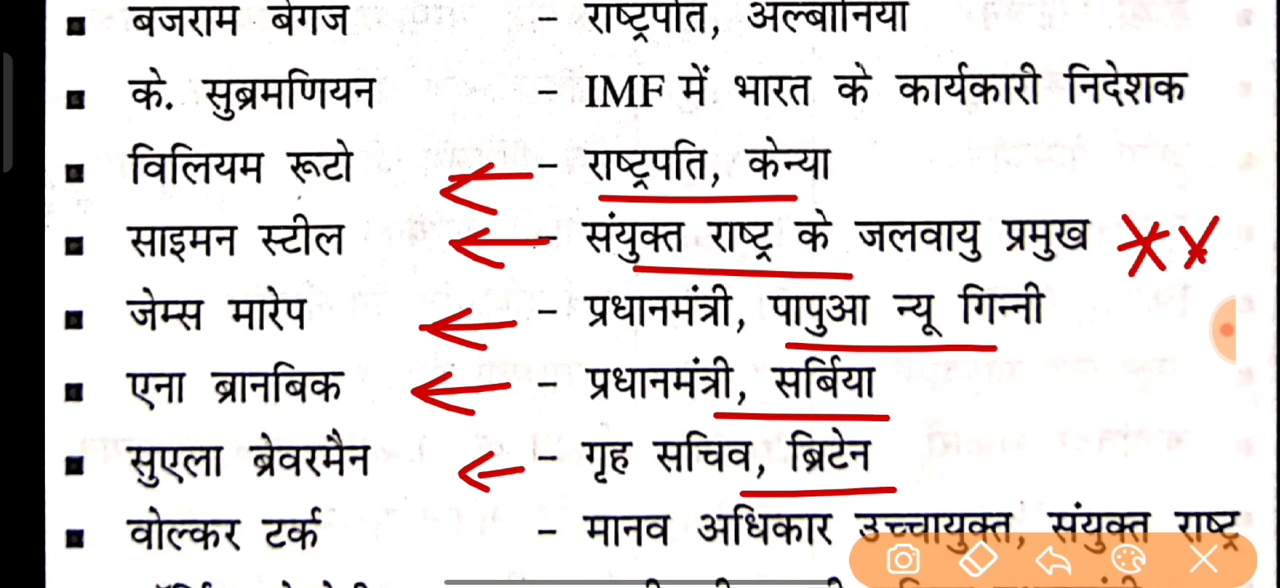 बजराम बेगज – राष्ट्रपति, अल्बानिया
के. सुब्रमणियन – IMF में भारत के कार्यकारी निदेशक
विलियम रूटो – राष्ट्रपति, केन्या
साइमन स्टील – संयुक्त राष्ट्र के जलवायु प्रमुख
जेम्स मारेप – प्रधानमंत्री, पापुआ न्यू गिन्नी
एना ब्रानबिक – प्रधानमंत्री, सर्बिया
सुएला ब्रेवरमैन – गृह सचिव, ब्रिटेन
वोल्कर टर्क – मानव अधिकार उच्चायुक्त, संयुक्त राष्ट्र